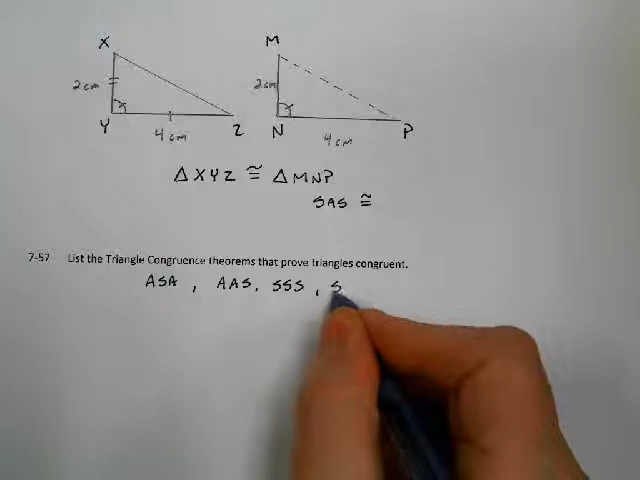 X M
2cm 2cm
x x
Y 4cm Z N 4cm P
△XYZ ≅ △MNP
SAS ≅
7-57 List the Triangle Congruence theorems that prove triangles congruent.
ASA , AAS, SSS , S